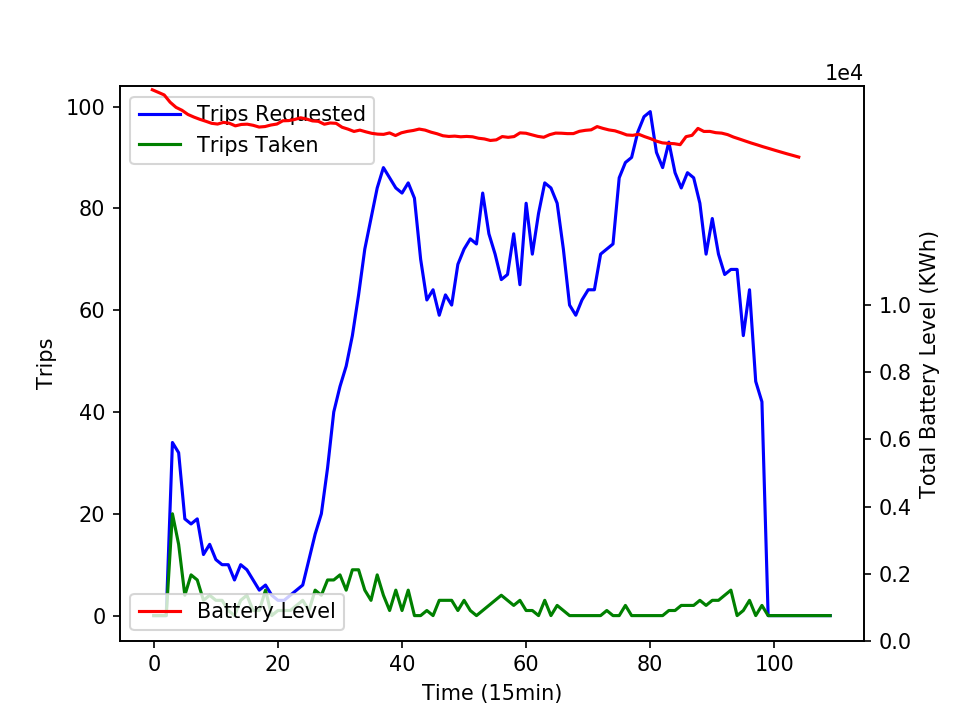 1e4
100
80
60
40
20
0
Trips
Trips Requested
Trips Taken
Battery Level
1.0
0.8
0.6
0.4
0.2
0.0
Total Battery Level (KWh)
0 20 40 60 80 100
Time (15min)